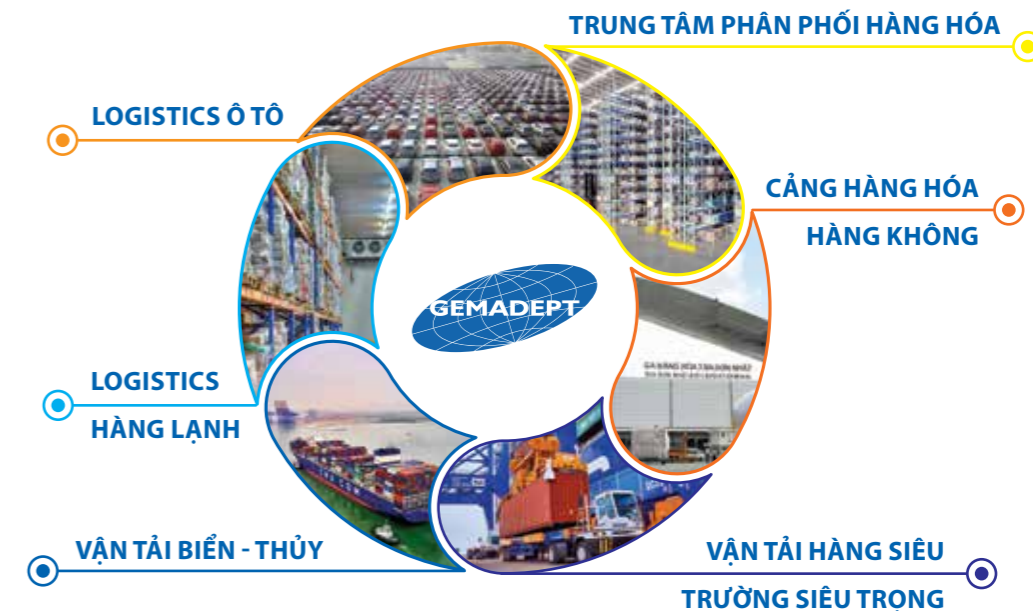 TRUNG TÂM PHÂN PHỐI HÀNG HÓA
LOGISTICS Ô TÔ
CẢNG HÀNG HÓA
HÀNG KHÔNG
GEMADEPT
LOGISTICS
HÀNG LẠNH
VẬN TẢI BIỂN - THỦY
VẬN TẢI HÀNG SIÊU
TRƯỜNG SIÊU TRỌNG